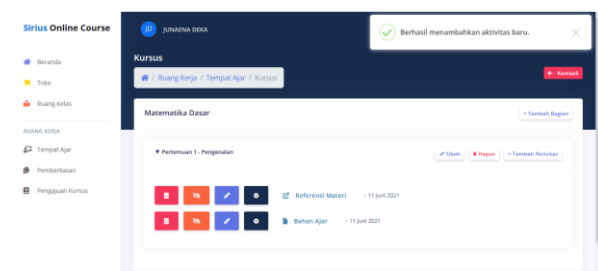 Sirius Online Course
JD JUNAENA DEKA
Berhasil menambahkan aktivitas baru.
Beranda
Toko
Ruang Kelas
RUANG KERJA
Tempat Ajar
Pemberkasan
Pengajuan Kursus
Kursus
/ Ruang Kerja / Tempat Ajar / Kursus
Kembali
Matematika Dasar
+ Tambah Bagian
Pertemuan 1 - Pengenalan
Ubah
Hapus
+ Tambah Aktivitas
Referensi Materi - 11 Juni 2021
Bahan Ajar - 11 Juni 2021